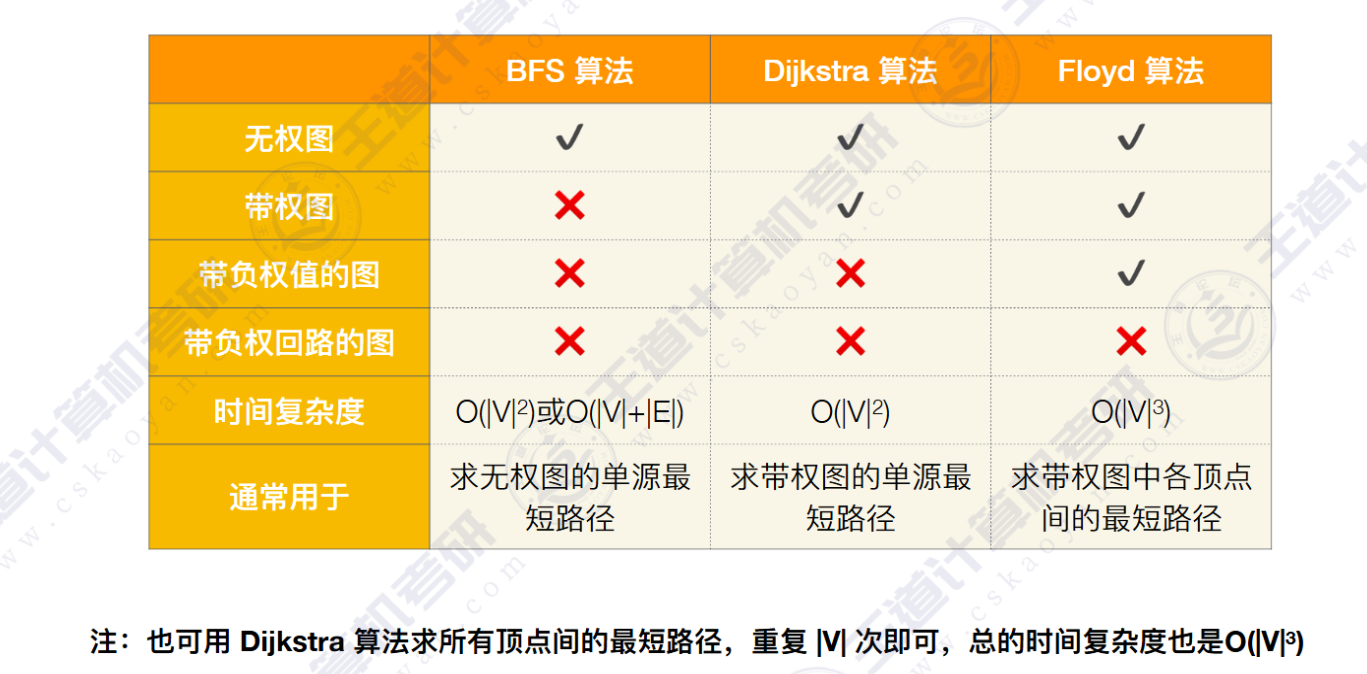 BFS 算法 Dijkstra 算法 Floyd 算法
无权图 ✔ ✔ ✔
带权图 ❌ ✔ ✔
带负权值的图 ❌ ❌ ✔
带负权回路的图 ❌ ❌ ❌
时间复杂度 O(|V|²)或O(|V|+|E|) O(|V|²) O(|V|³)
通常用于 求无权图的单源最 求带权图的单源最 求带权图中各顶点
短路径 短路径 间的最短路径
注：也可用 Dijkstra 算法求所有顶点间的最短路径，重复 |V| 次即可，总的时间复杂度也是O(|V|³)
王道计算机考研
www.cskaoyan.com